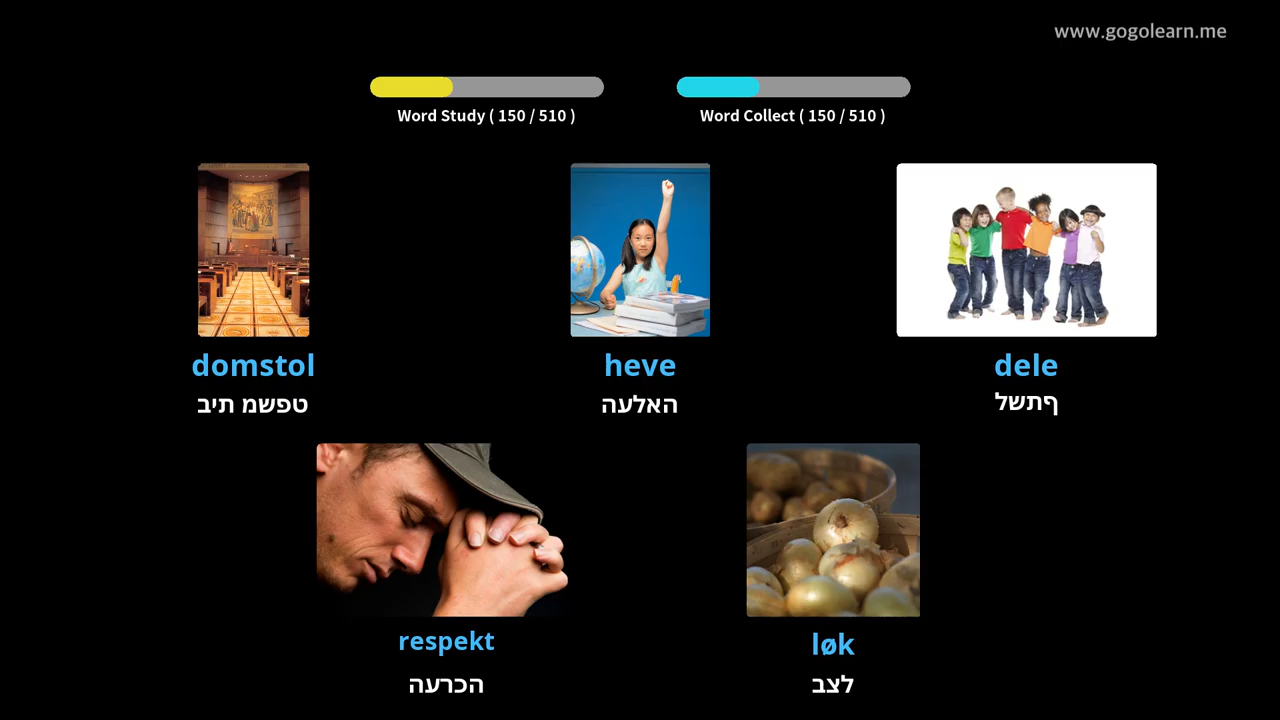 www.gogolearn.me
Word Study ( 150 / 510 )
Word Collect ( 150 / 510 )
domstol
טפשמ תיב
heve
האלעה
dele
ףתשל
respekt
הכרעה
løk
לצב